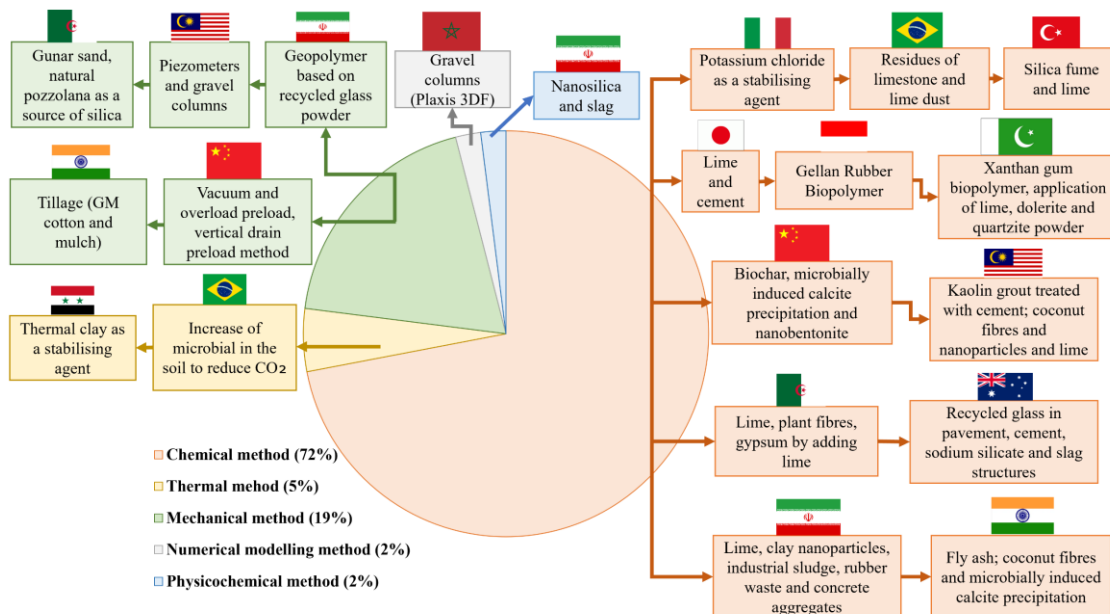 Gunar sand,
natural
pozzolana as a
source of silica
Piezometers
and gravel
columns
Geopolymer
based on
recycled glass
powder
Gravel
columns
(Plaxis 3DF)
Nanosilica
and slag
Tillage (GM
cotton and
mulch)
Vacuum and
overload preload,
vertical drain
preload method
Thermal clay as
a stabilising
agent
Increase of
microbial in the
soil to reduce CO₂
Potassium chloride
as a stabilising
agent
Residues of
limestone and
lime dust
Silica fume
and lime
Lime
and
cement
Gellan Rubber
Biopolymer
Xanthan gum
biopolymer, application
of lime, dolerite and
quartzite powder
Biochar, microbially
induced calcite
precipitation and
nanobentonite
Kaolin grout treated
with cement; coconut
fibres and
nanoparticles and lime
Lime, plant fibres,
gypsum by adding
lime
Recycled glass in
pavement, cement,
sodium silicate and slag
structures
Lime, clay nanoparticles,
industrial sludge, rubber
waste and concrete
aggregates
Fly ash; coconut fibres
and microbially induced
calcite precipitation
Chemical method (72%)
Thermal mehod (5%)
Mechanical method (19%)
Numerical modelling method (2%)
Physicochemical method (2%)